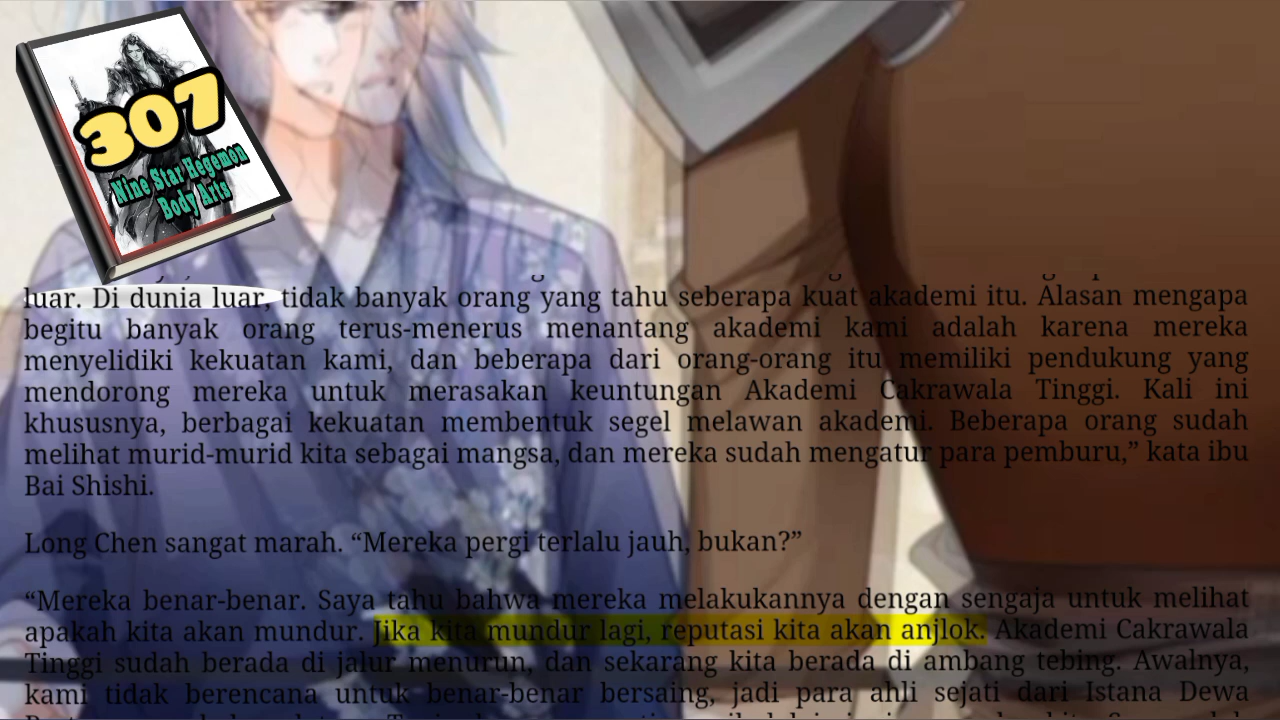 307
Nine Star Hegemon
Body Arts
luar. Di dunia luar, tidak banyak orang yang tahu seberapa kuat akademi itu. Alasan mengapa
begitu banyak orang terus-menerus menantang akademi kami adalah karena mereka
menyelidiki kekuatan kami, dan beberapa dari orang-orang itu memiliki pendukung yang
mendorong mereka untuk merasakan keuntungan Akademi Cakrawala Tinggi. Kali ini
khususnya, berbagai kekuatan membentuk segel melawan akademi. Beberapa orang sudah
melihat murid-murid kita sebagai mangsa, dan mereka sudah mengatur para pemburu,” kata ibu
Bai Shishi.
Long Chen sangat marah. “Mereka pergi terlalu jauh, bukan?”
“Mereka benar-benar. Saya tahu bahwa mereka melakukannya dengan sengaja untuk melihat
apakah kita akan mundur. Jika kita mundur lagi, reputasi kita akan anjlok. Akademi Cakrawala
Tinggi sudah berada di jalur menurun, dan sekarang kita berada di ambang tebing. Awalnya,
kami tidak berencana untuk benar-benar bersaing, jadi para ahli sejati dari Istana Dewa